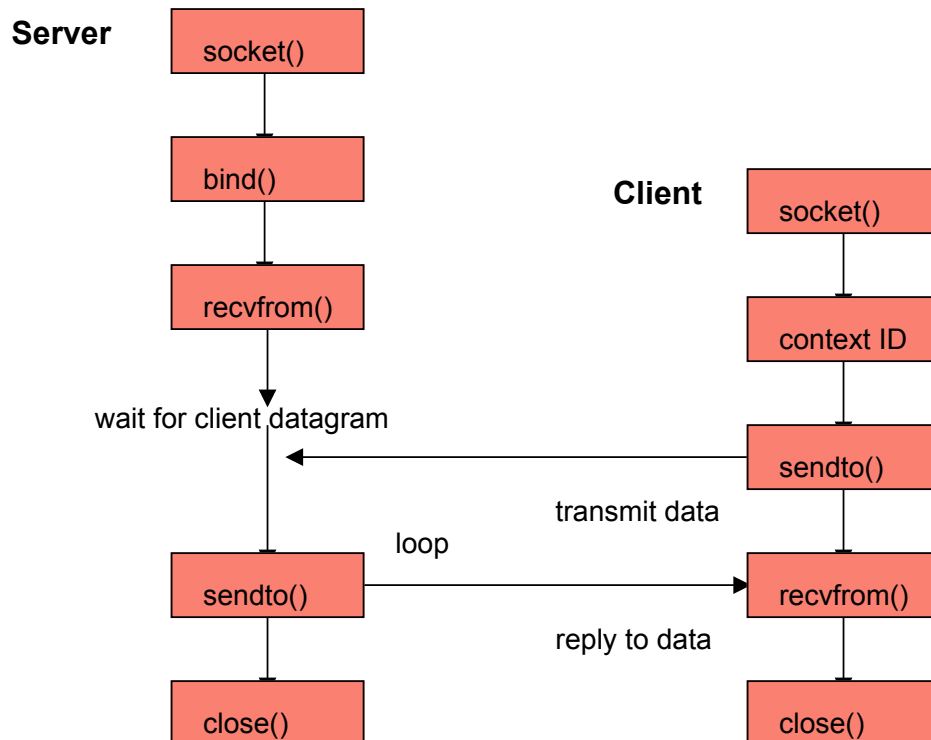 Server
socket()
bind()
recvfrom()
wait for client datagram
loop
sendto()
close()
Client
socket()
context ID
sendto()
transmit data
recvfrom()
reply to data
close()